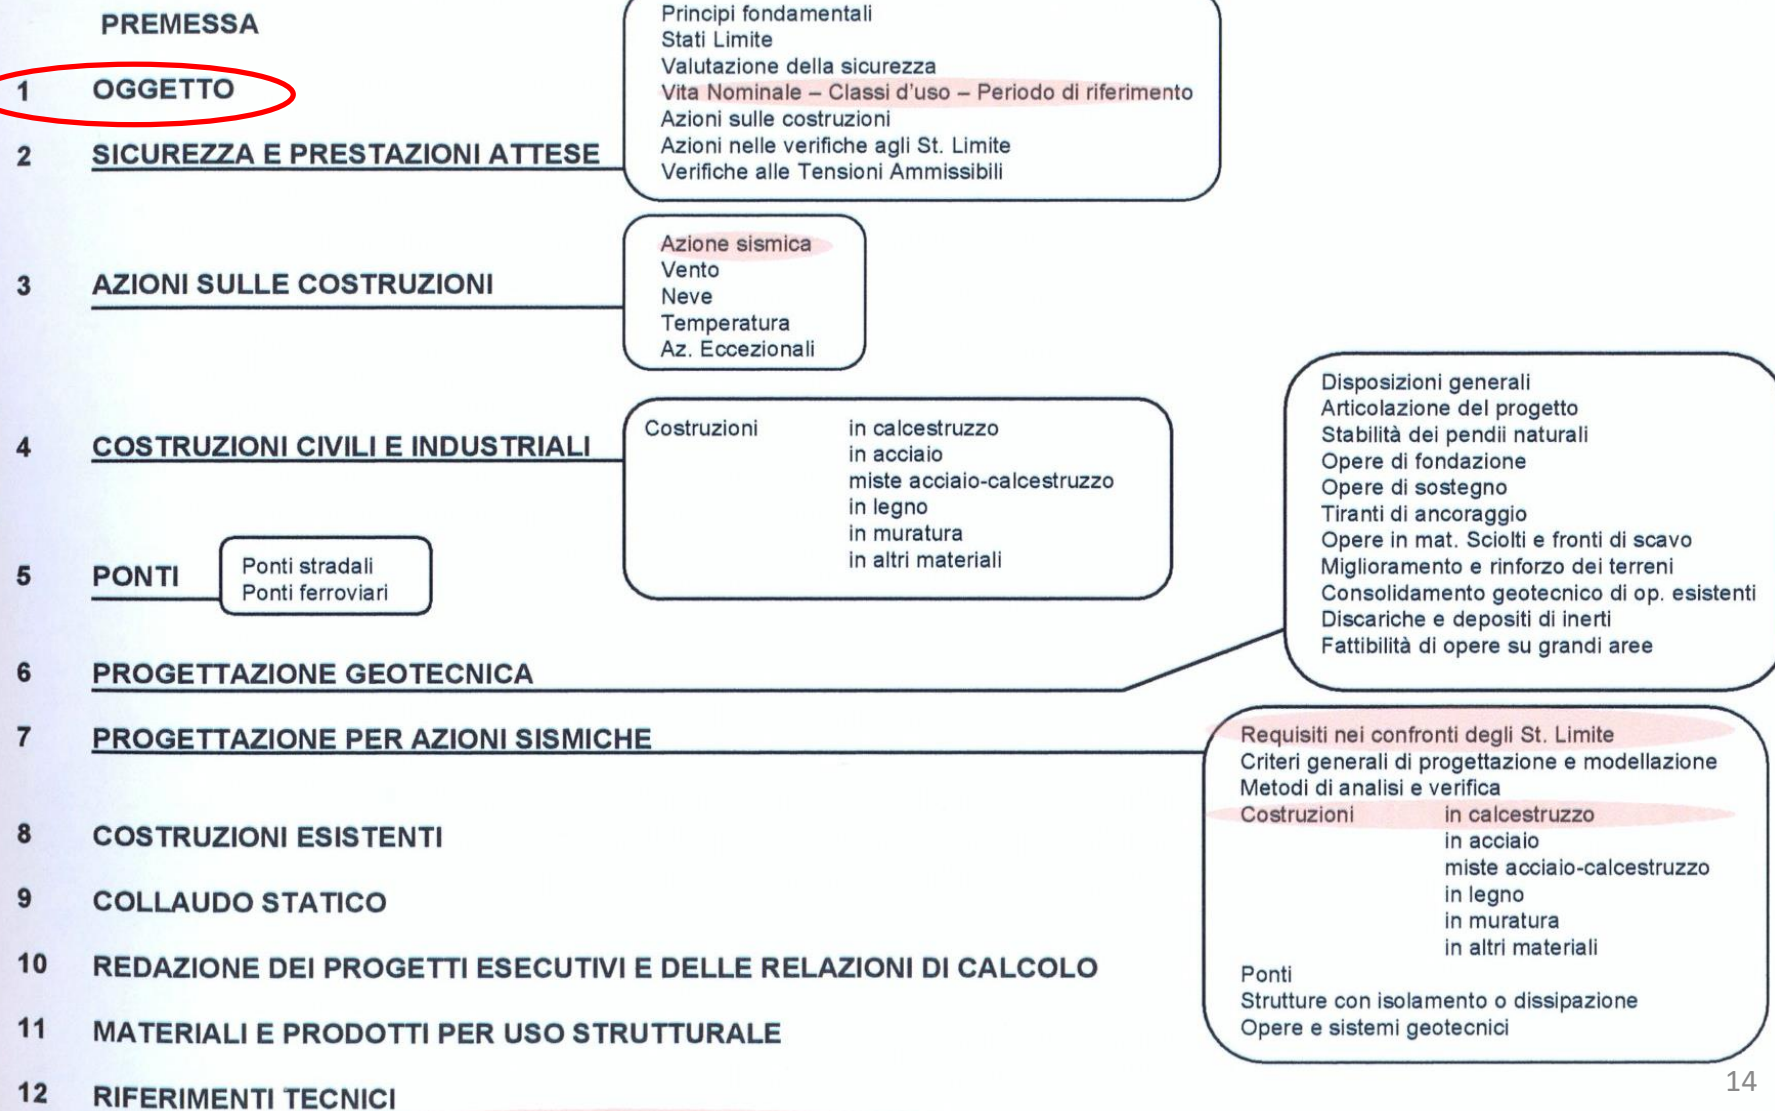 PREMESSA
1 OGGETTO
2 SICUREZZA E PRESTAZIONI ATTESE
Principi fondamentali
Stati Limite
Valutazione della sicurezza
Vita Nominale – Classi d'uso – Periodo di riferimento
Azioni sulle costruzioni
Azioni nelle verifiche agli St. Limite
Verifiche alle Tensioni Ammissibili
3 AZIONI SULLE COSTRUZIONI
Azione sismica
Vento
Neve
Temperatura
Az. Eccezionali
4 COSTRUZIONI CIVILI E INDUSTRIALI
Costruzioni in calcestruzzo
in acciaio
miste acciaio-calcestruzzo
in legno
in muratura
in altri materiali
5 PONTI
Ponti stradali
Ponti ferroviari
6 PROGETTAZIONE GEOTECNICA
Disposizioni generali
Articolazione del progetto
Stabilità dei pendii naturali
Opere di fondazione
Opere di sostegno
Tiranti di ancoraggio
Opere in mat. Sciolti e fronti di scavo
Miglioramento e rinforzo dei terreni
Consolidamento geotecnico di op. esistenti
Discariche e depositi di inerti
Fattibilità di opere su grandi aree
7 PROGETTAZIONE PER AZIONI SISMICHE
Requisiti nei confronti degli St. Limite
Criteri generali di progettazione e modellazione
Metodi di analisi e verifica
Costruzioni in calcestruzzo
in acciaio
miste acciaio-calcestruzzo
in legno
in muratura
in altri materiali
Ponti
Strutture con isolamento o dissipazione
Opere e sistemi geotecnici
8 COSTRUZIONI ESISTENTI
9 COLLAUDO STATICO
10 REDAZIONE DEI PROGETTI ESECUTIVI E DELLE RELAZIONI DI CALCOLO
11 MATERIALI E PRODOTTI PER USO STRUTTURALE
12 RIFERIMENTI TECNICI
14